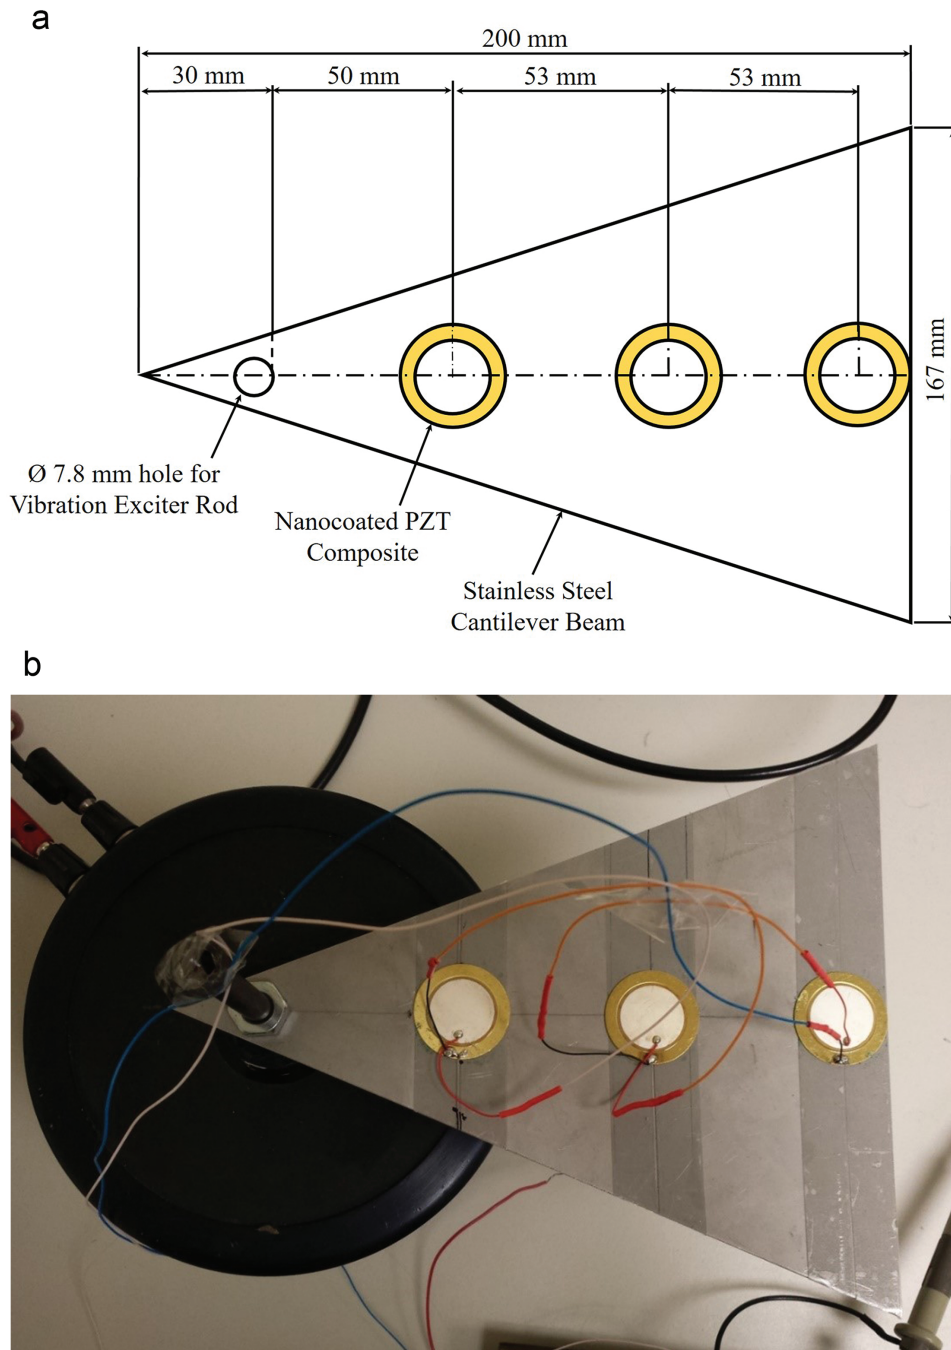 a
200 mm
30 mm
50 mm
53 mm
53 mm
167 mm
Ø 7.8 mm hole for
Vibration Exciter Rod
Nanocoated PZT
Composite
Stainless Steel
Cantilever Beam
b